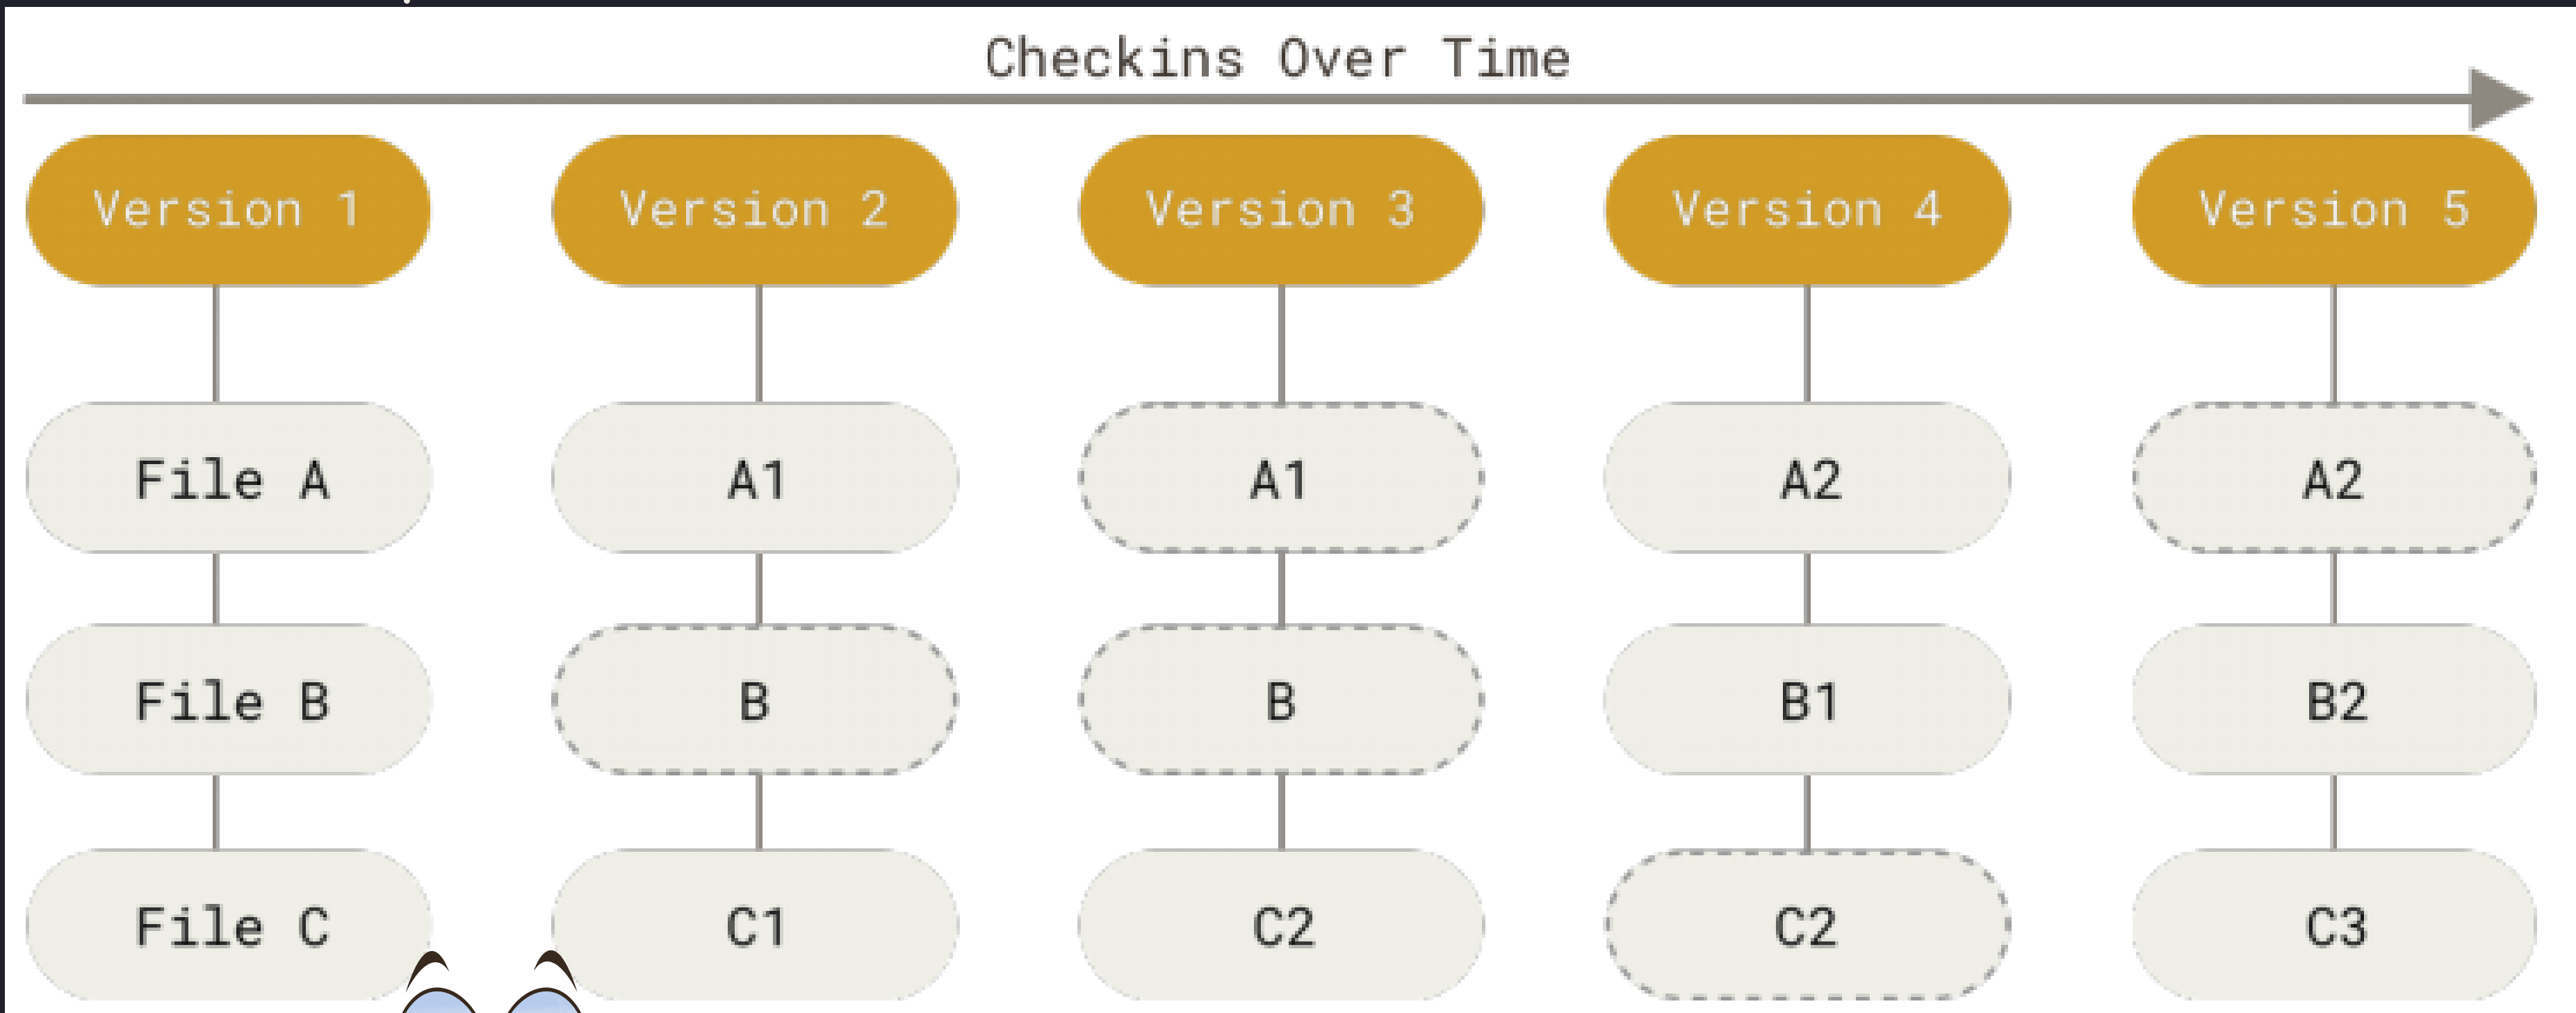 Checkins Over Time
Version 1 Version 2 Version 3 Version 4 Version 5
File A A1 A1 A2 A2
File B B B B1 B2
File C C1 C2 C2 C3